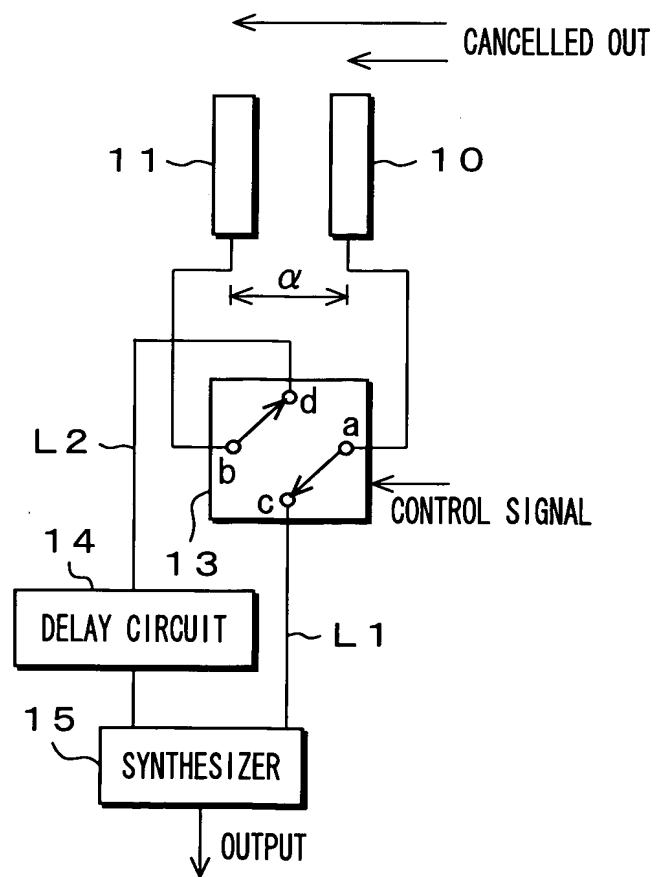 CANCELLED OUT
11
10
α
d
a
b
c
L2
CONTROL SIGNAL
13
14
DELAY CIRCUIT
L1
15
SYNTHESIZER
OUTPUT